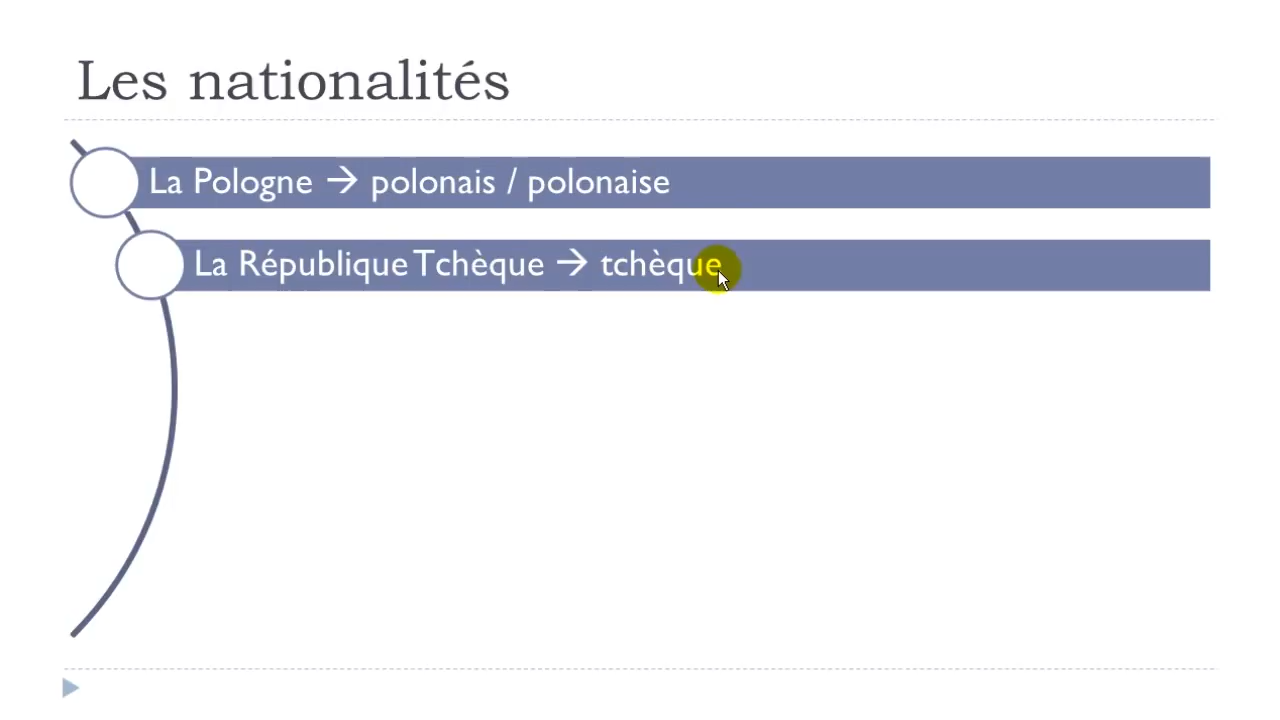 Les nationalités
La Pologne → polonais / polonaise
La République Tchèque → tchèque